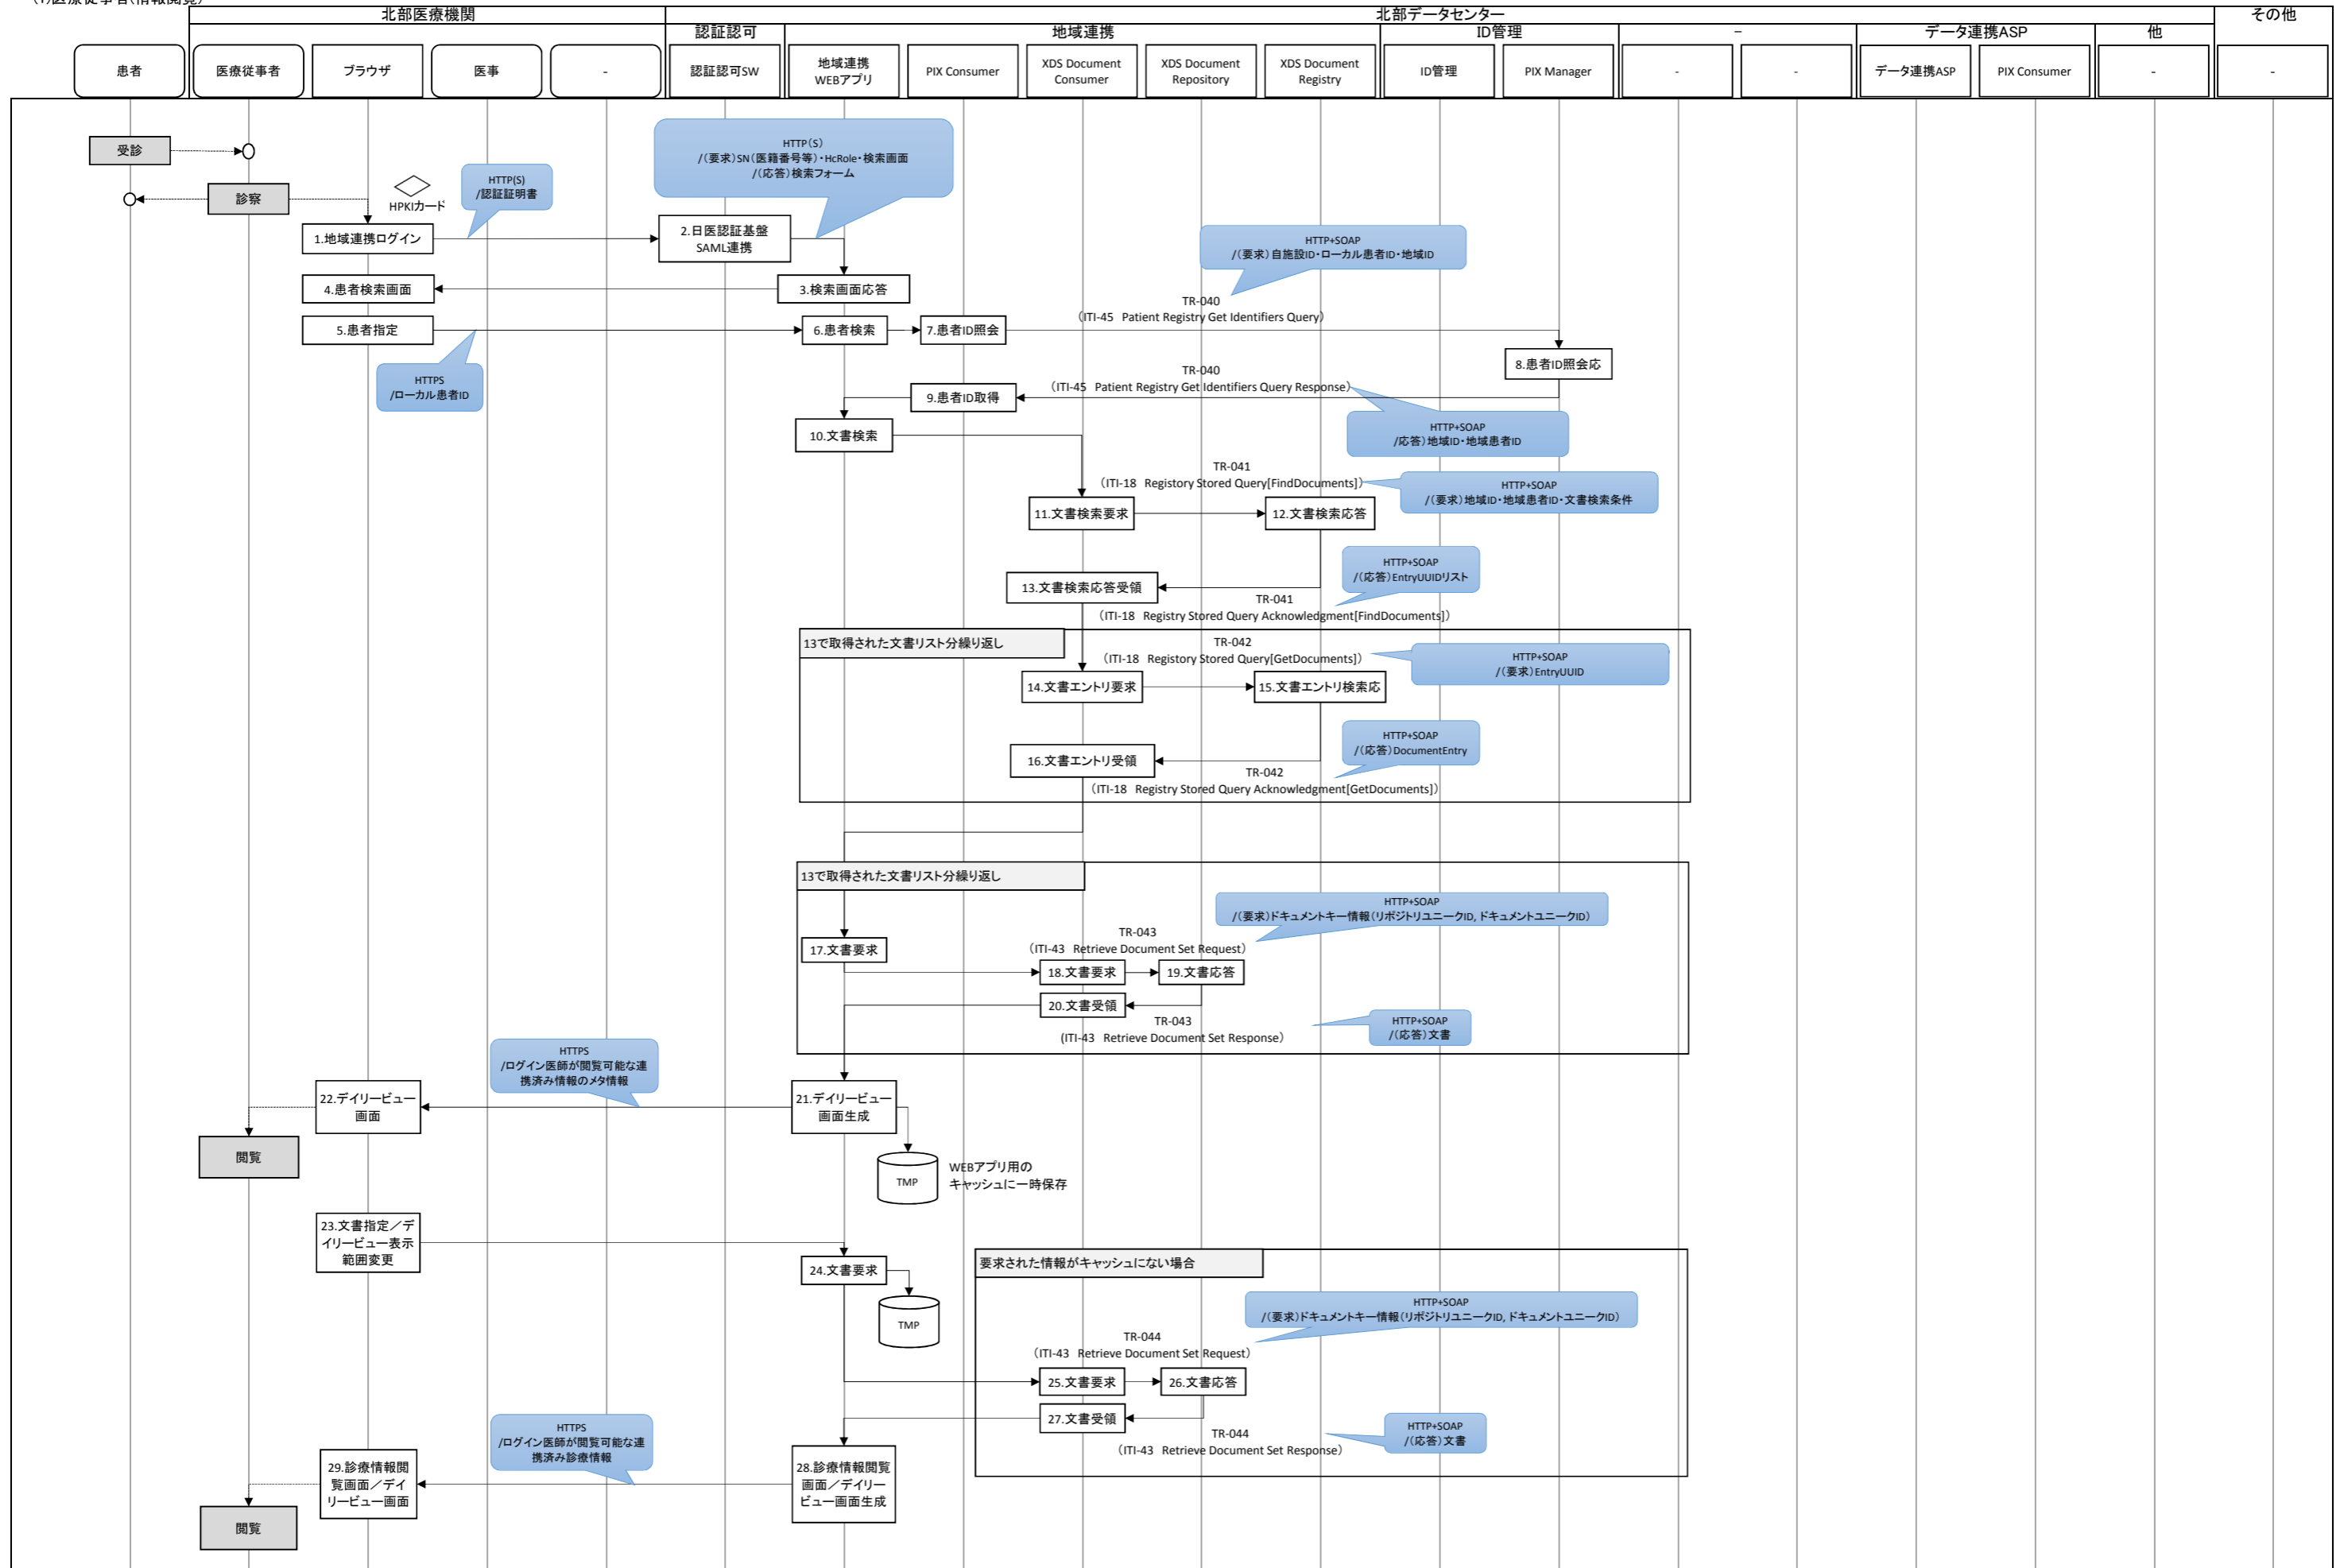 (1)医療従事者(情報閲覧)
北部医療機関
北部データセンター
その他
認証認可
地域連携
ID管理
－
データ連携ASP
他
患者
医療従事者
ブラウザ
医事
-
認証認可SW
地域連携
WEBアプリ
PIX Consumer
XDS Document
Consumer
XDS Document
Repository
XDS Document
Registry
ID管理
PIX Manager
-
-
データ連携ASP
PIX Consumer
-
-
受診
診察
HPKIカード
HTTP(S)
/認証証明書
HTTP(S)
/(要求)SN(医籍番号等)・HcRole・検索画面
/(応答)検索フォーム
1.地域連携ログイン
2.日医認証基盤
SAML連携
HTTP+SOAP
/(要求)自施設ID・ローカル患者ID・地域ID
4.患者検索画面
3.検索画面応答
TR-040
(ITI-45 Patient Registry Get Identifiers Query)
5.患者指定
6.患者検索
7.患者ID照会
8.患者ID照会応
HTTPS
/ローカル患者ID
TR-040
(ITI-45 Patient Registry Get Identifiers Query Response)
9.患者ID取得
10.文書検索
HTTP+SOAP
/応答)地域ID・地域患者ID
TR-041
(ITI-18 Registory Stored Query[FindDocuments])
HTTP+SOAP
/(要求)地域ID・地域患者ID・文書検索条件
11.文書検索要求
12.文書検索応答
HTTP+SOAP
/(応答)EntryUUIDリスト
13.文書検索応答受領
TR-041
(ITI-18 Registry Stored Query Acknowledgment[FindDocuments])
13で取得された文書リスト分繰り返し
TR-042
(ITI-18 Registory Stored Query[GetDocuments])
HTTP+SOAP
/(要求)EntryUUID
14.文書エントリ要求
15.文書エントリ検索応
HTTP+SOAP
/(応答)DocumentEntry
16.文書エントリ受領
TR-042
(ITI-18 Registry Stored Query Acknowledgment[GetDocuments])
13で取得された文書リスト分繰り返し
HTTP+SOAP
/(要求)ドキュメントキー情報(リポジトリユニークID, ドキュメントユニークID)
17.文書要求
TR-043
(ITI-43 Retrieve Document Set Request)
18.文書要求
19.文書応答
20.文書受領
TR-043
(ITI-43 Retrieve Document Set Response)
HTTP+SOAP
/(応答)文書
HTTPS
/ログイン医師が閲覧可能な連
携済み情報のメタ情報
22.デイリービュー
画面
21.デイリービュー
画面生成
閲覧
TMP
WEBアプリ用の
キャッシュに一時保存
23.文書指定／デ
イリービュー表示
範囲変更
24.文書要求
要求された情報がキャッシュにない場合
TMP
HTTP+SOAP
/(要求)ドキュメントキー情報(リポジトリユニークID, ドキュメントユニークID)
TR-044
(ITI-43 Retrieve Document Set Request)
25.文書要求
26.文書応答
27.文書受領
TR-044
(ITI-43 Retrieve Document Set Response)
HTTP+SOAP
/(応答)文書
HTTPS
/ログイン医師が閲覧可能な連
携済み診療情報
29.診療情報閲
覧画面／デイ
リービュー画面
28.診療情報閲覧
画面／デイリー
ビュー画面生成
閲覧